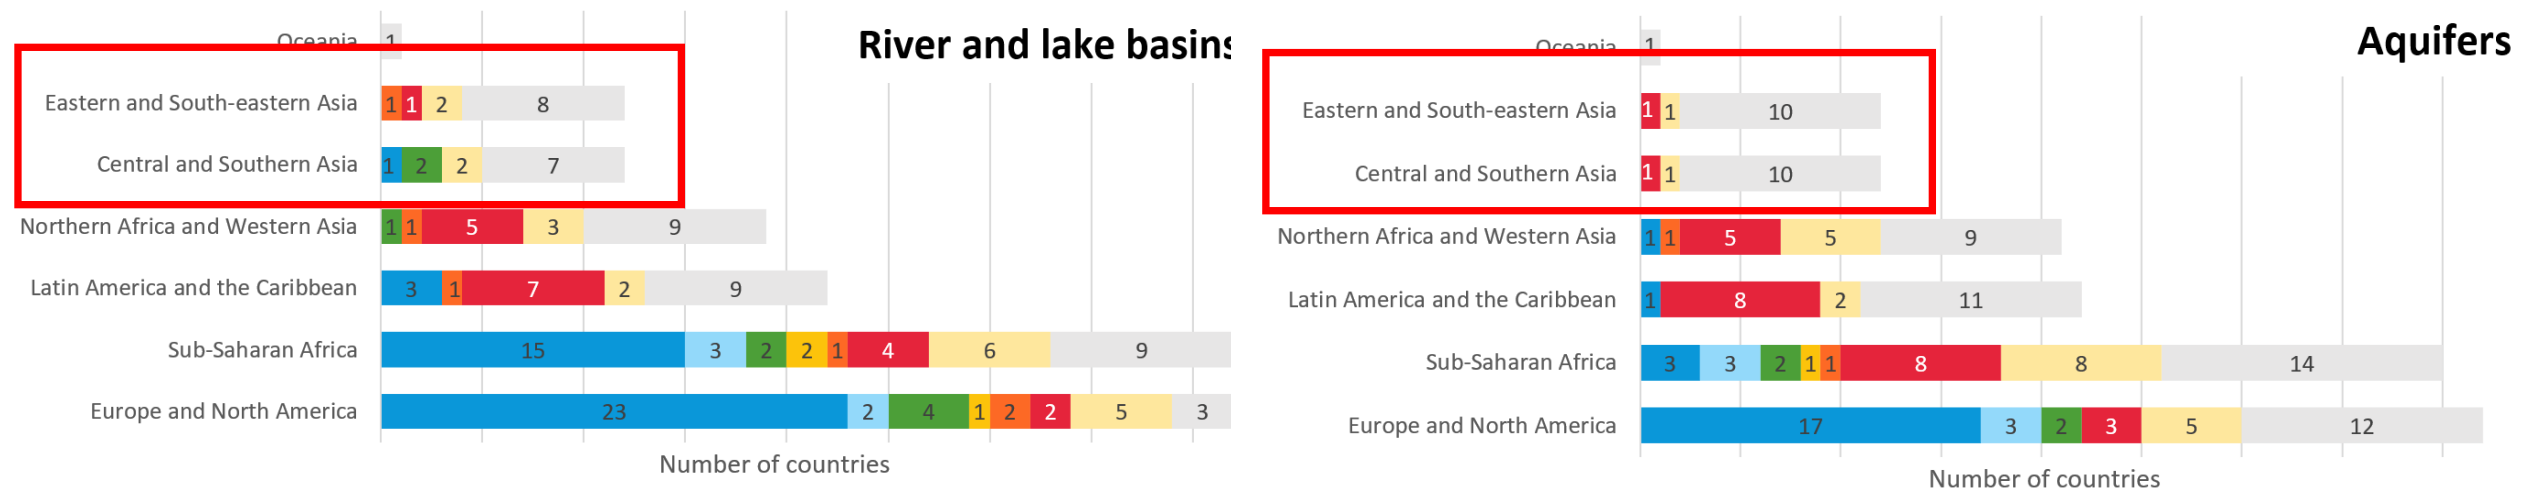 River and lake basins
Oceania 1
Eastern and South-eastern Asia 1 1 2 8
Central and Southern Asia 1 2 2 7
Northern Africa and Western Asia 1 1 5 3 9
Latin America and the Caribbean 3 1 7 2 9
Sub-Saharan Africa 15 3 2 2 1 4 6 9
Europe and North America 23 2 4 1 2 2 5 3
Number of countries
Aquifers
Oceania 1
Eastern and South-eastern Asia 1 1 10
Central and Southern Asia 1 1 10
Northern Africa and Western Asia 1 1 5 5 9
Latin America and the Caribbean 1 8 2 11
Sub-Saharan Africa 3 3 2 1 1 8 8 14
Europe and North America 17 3 2 3 5 12
Number of countries